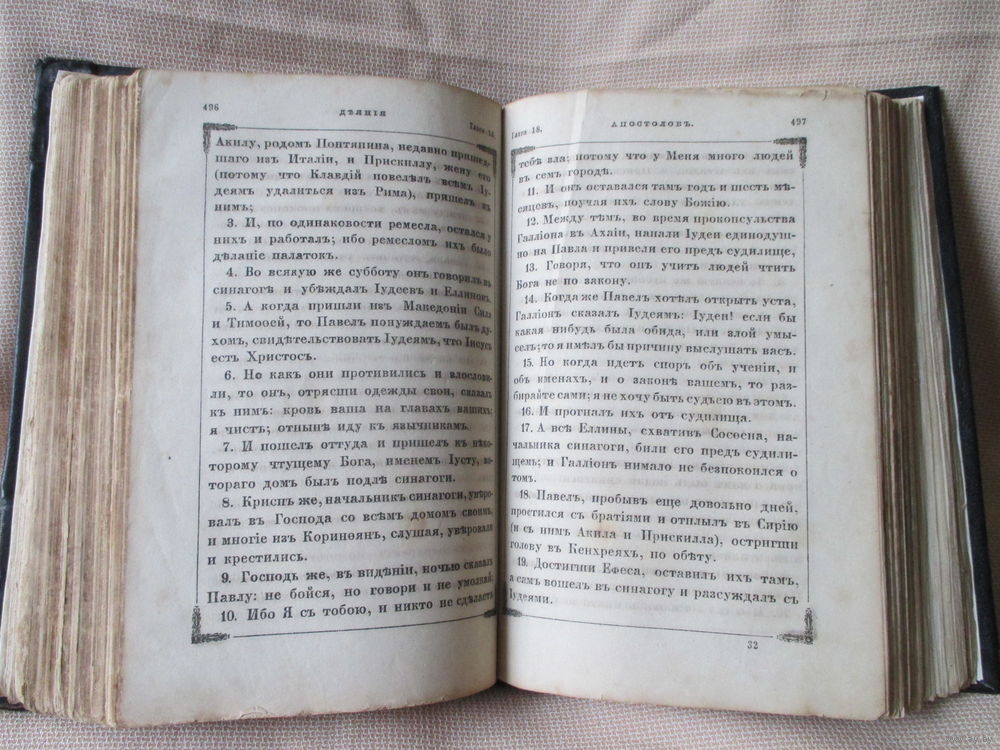 496
ДѢЯНІЯ
Глава 18.
Акилу, родомъ Понтянина, недавно пришед-
шаго изъ Италіи, и Прискиллу, жену его
(потому что Клавдій повелѣлъ всѣмъ Іу-
деямъ удалиться изъ Рима), пришелъ къ
нимъ;
3. И, по одинаковости ремесла, остался у
нихъ и работалъ; ибо ремесломъ ихъ было
дѣланіе палатокъ.
4. Во всякую же субботу онъ говорилъ въ
синагогѣ и убѣждалъ Іудеевъ и Еллиновъ.
5. А когда пришли изъ Македоніи Сила
и Тимоѳей, то Павелъ понуждаемъ былъ ду-
хомъ, свидѣтельствовать Іудеямъ, что Іисусъ
есть Христосъ.
6. Но какъ они противились и злослови-
ли, то онъ, отрясши одежды свои, сказалъ
къ нимъ: кровь ваша на главахъ вашихъ;
я чистъ; отнынѣ иду къ язычникамъ.
7. И пошелъ оттуда и пришелъ къ нѣко-
торому чтущему Бога, именемъ Іусту, ко-
тораго домъ былъ подлѣ синагоги.
8. Криспъ же, начальникъ синагоги, увѣро-
валъ въ Господа со всѣмъ домомъ своимъ,
и многіе изъ Коринѳянъ, слушая, увѣровали
и крестились.
9. Господь же, въ видѣніи, ночью сказалъ
Павлу: не бойся, но говори и не умолкай;
10. Ибо Я съ тобою, и никто не сдѣлаетъ
Глава 18.
АПОСТОЛОВЪ.
497
тебѣ зла; потому что у Меня много людей
въ семъ городѣ.
11. И онъ оставался тамъ годъ и шесть мѣ-
сяцевъ, поучая ихъ слову Божію.
12. Между тѣмъ, во время проконсульства
Галліона въ Ахаіи, напали Іудеи единодуш-
но на Павла и привели его предъ судилище,
13. Говоря, что онъ учитъ людей чтить
Бога не по закону.
14. Когда же Павелъ хотѣлъ открыть уста,
Галліонъ сказалъ Іудеямъ: Іудеи! если бы
какая нибудь была обида, или злой умы-
селъ; то я имѣлъ бы причину выслушать васъ.
15. Но когда идетъ споръ объ ученіи, и
объ именахъ, и о законѣ вашемъ, то раз-
бирайте сами; я не хочу быть судьею въ этомъ.
16. И прогналъ ихъ отъ судилища.
17. А всѣ Еллины, схвативъ Сосѳена, на-
чальника синагоги, били его предъ судили-
щемъ; и Галліонъ нимало не безпокоился о
томъ.
18. Павелъ, пробывъ еще довольно дней,
простился съ братіями и отплылъ въ Сирію
(и съ нимъ Акила и Прискилла), остригши
голову въ Кенхреяхъ, по обѣту.
19. Достигши Ефеса, оставилъ ихъ тамъ,
а самъ вошелъ въ синагогу и разсуждалъ съ
Іудеями.
32